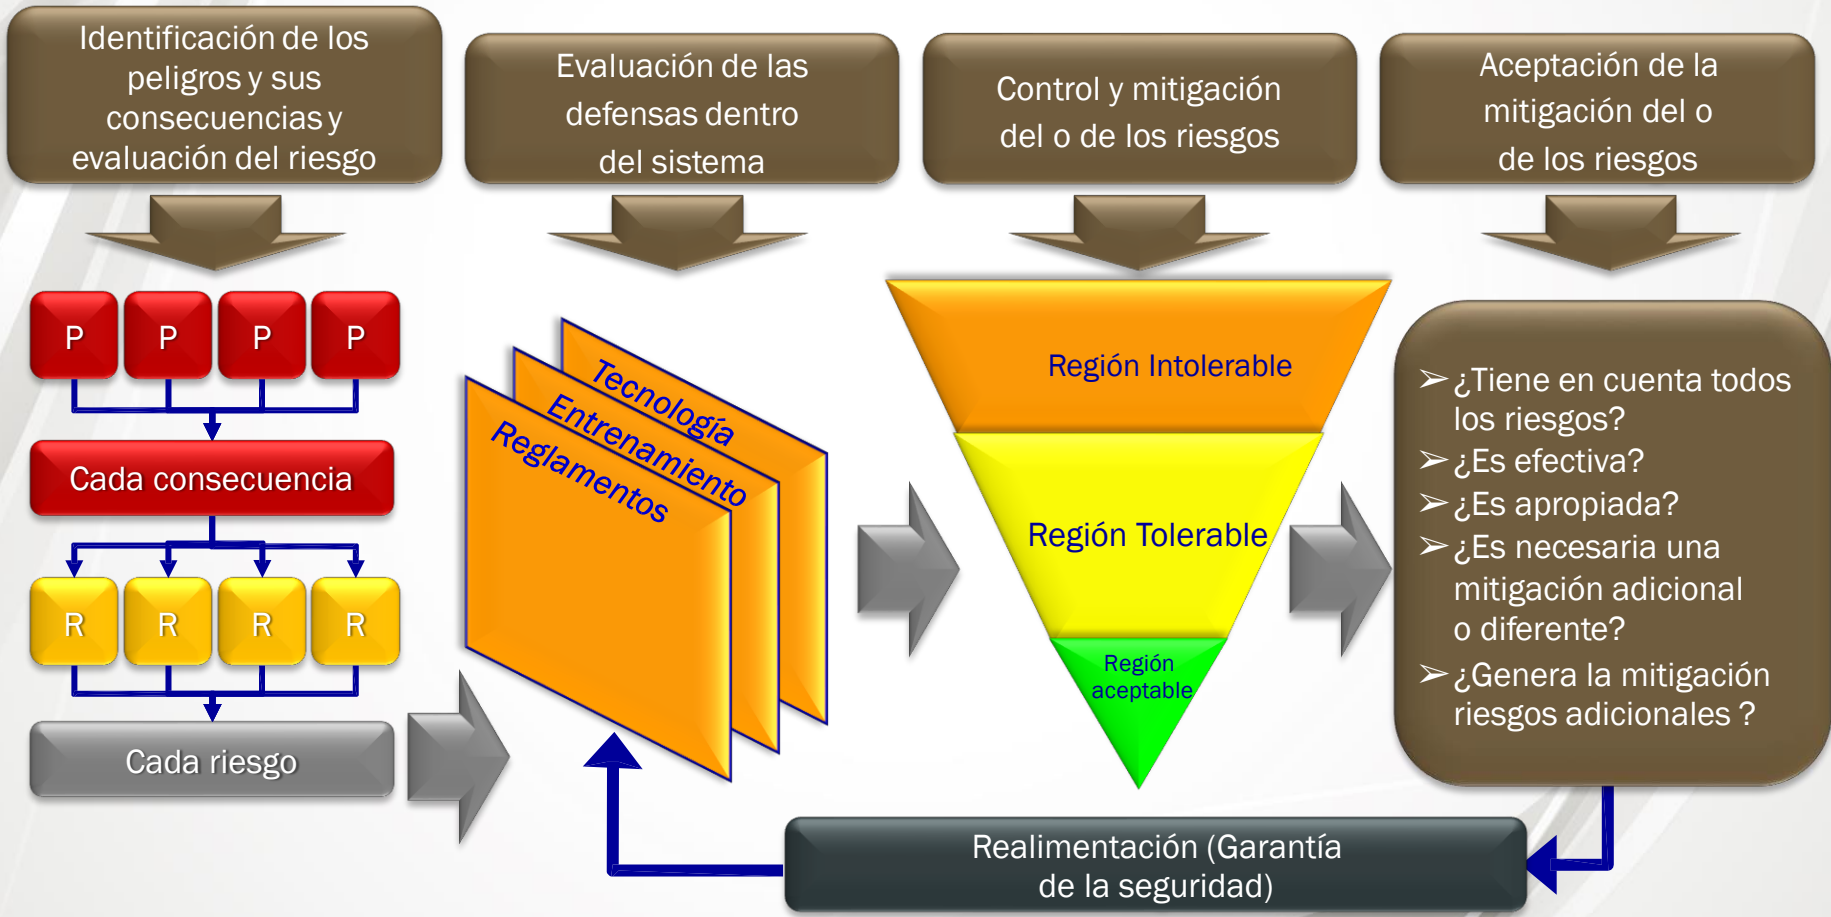 Identificación de los
peligros y sus
consecuencias y
evaluación del riesgo
Evaluación de las
defensas dentro
del sistema
Control y mitigación
del o de los riesgos
Aceptación de la
mitigación del o
de los riesgos
P P P P
Cada consecuencia
R R R R
Cada riesgo
Tecnología
Entrenamiento
Reglamentos
Región Intolerable
Región Tolerable
Región
aceptable
➢ ¿Tiene en cuenta todos
los riesgos?
➢ ¿Es efectiva?
➢ ¿Es apropiada?
➢ ¿Es necesaria una
mitigación adicional
o diferente?
➢ ¿Genera la mitigación
riesgos adicionales ?
Realimentación (Garantía
de la seguridad)